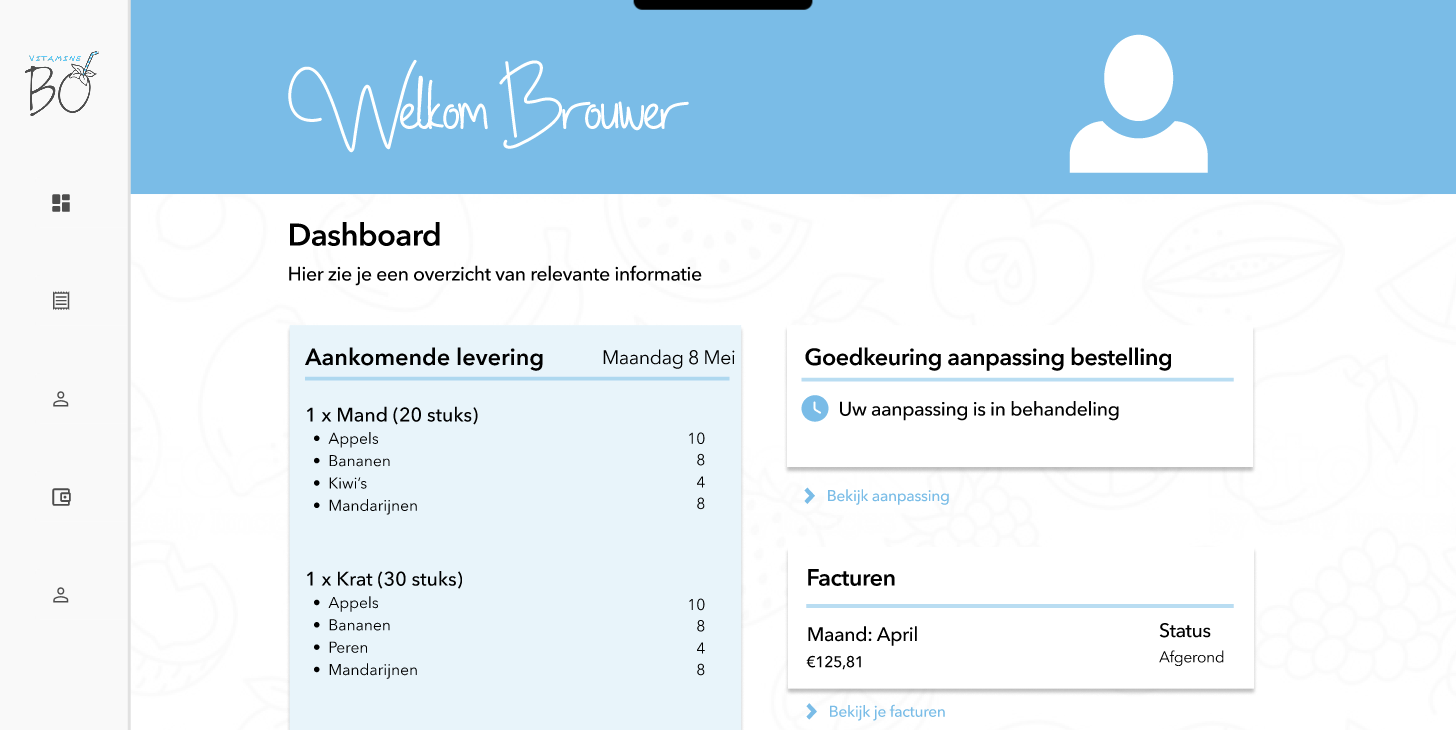 VITAMINE
BO
Welkom Brouwer
Dashboard
Hier zie je een overzicht van relevante informatie
Aankomende levering Maandag 8 Mei
1 x Mand (20 stuks)
• Appels 10
• Bananen 8
• Kiwi's 4
• Mandarijnen 8
1 x Krat (30 stuks)
• Appels 10
• Bananen 8
• Peren 4
• Mandarijnen 8
Goedkeuring aanpassing bestelling
Uw aanpassing is in behandeling
Bekijk aanpassing
Facturen
Maand: April Status
€125,81 Afgerond
Bekijk je facturen